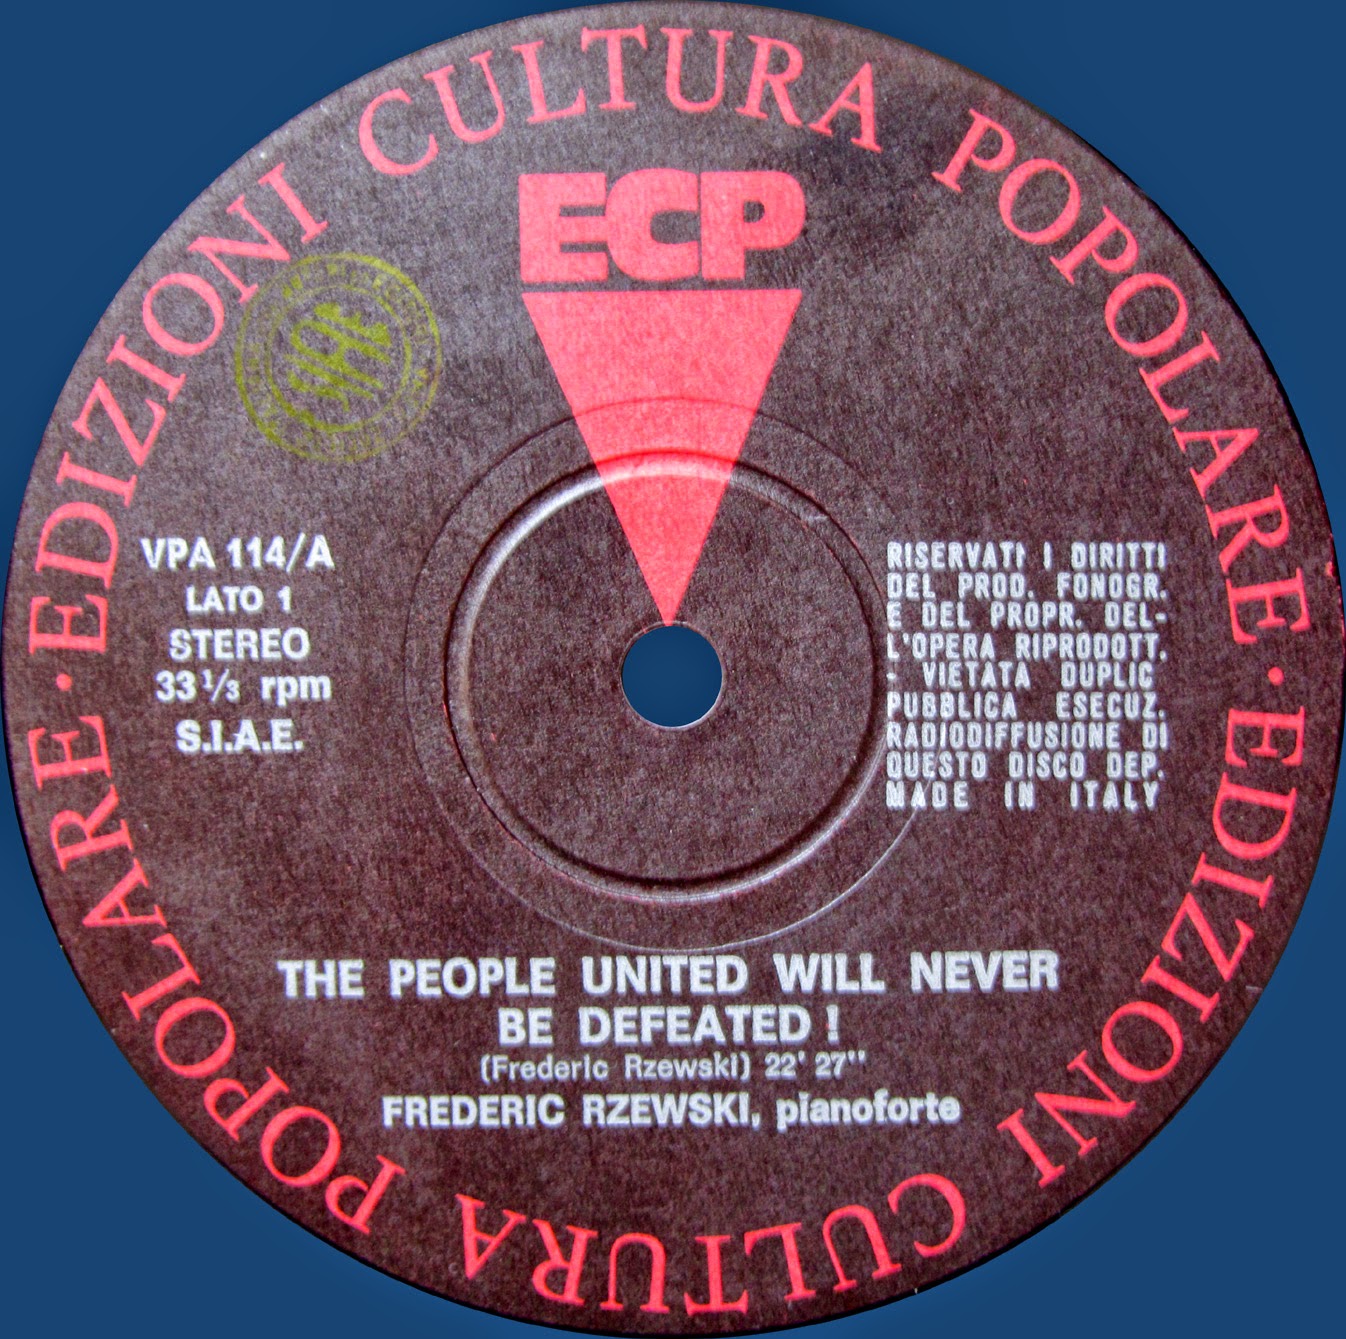 EDIZIONI CULTURA POPOLARE · EDIZIONI CULTURA POPOLARE ·
ECP
SIAE
VPA 114/A
LATO 1
STEREO
33 1/3 rpm
S.I.A.E.
RISERVATI I DIRITTI
DEL PROD. FONOGR.
E DEL PROPR. DEL-
L'OPERA RIPRODOTT.
- VIETATA DUPLIC
PUBBLICA ESECUZ.
RADIODIFFUSIONE DI
QUESTO DISCO DEP.
MADE IN ITALY
THE PEOPLE UNITED WILL NEVER
BE DEFEATED !
(Frederic Rzewski) 22' 27"
FREDERIC RZEWSKI, pianoforte